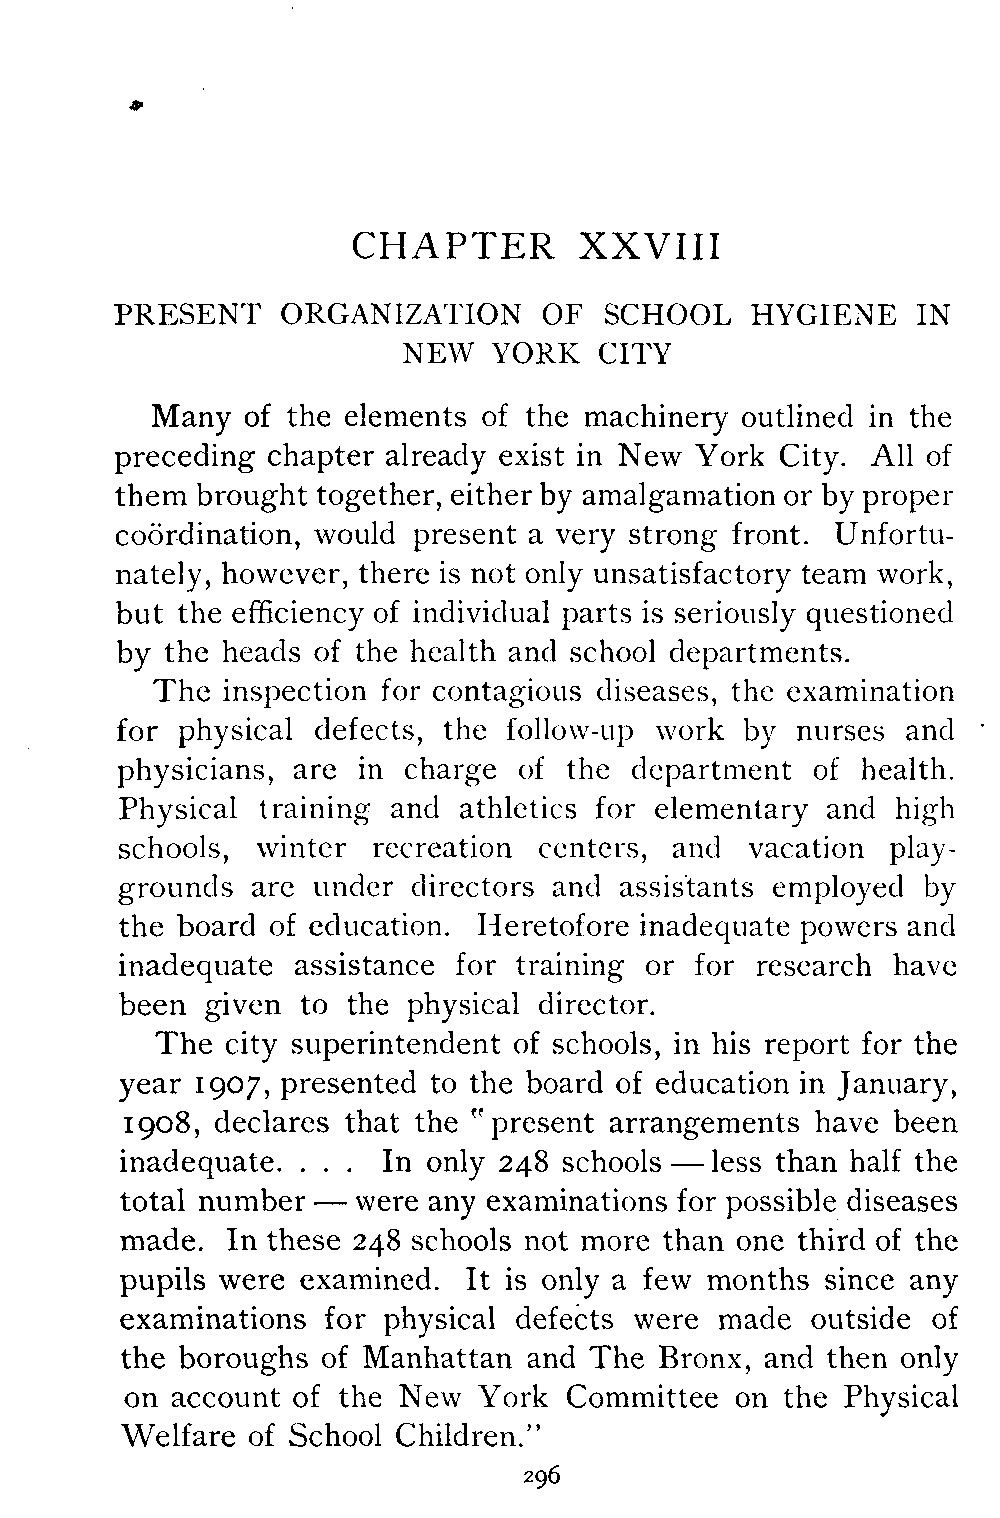 CHAPTER XXVIII
PRESENT ORGANIZATION OF SCHOOL HYGIENE IN
NEW YORK CITY
Many of the elements of the machinery outlined in the
preceding chapter already exist in New York City. All of
them brought together, either by amalgamation or by proper
coördination, would present a very strong front. Unfortu-
nately, however, there is not only unsatisfactory team work,
but the efficiency of individual parts is seriously questioned
by the heads of the health and school departments.
The inspection for contagious diseases, the examination
for physical defects, the follow-up work by nurses and
physicians, are in charge of the department of health.
Physical training and athletics for elementary and high
schools, winter recreation centers, and vacation play-
grounds are under directors and assistants employed by
the board of education. Heretofore inadequate powers and
inadequate assistance for training or for research have
been given to the physical director.
The city superintendent of schools, in his report for the
year 1907, presented to the board of education in January,
1908, declares that the “present arrangements have been
inadequate. . . . In only 248 schools — less than half the
total number — were any examinations for possible diseases
made. In these 248 schools not more than one third of the
pupils were examined. It is only a few months since any
examinations for physical defects were made outside of
the boroughs of Manhattan and The Bronx, and then only
on account of the New York Committee on the Physical
Welfare of School Children.”
296